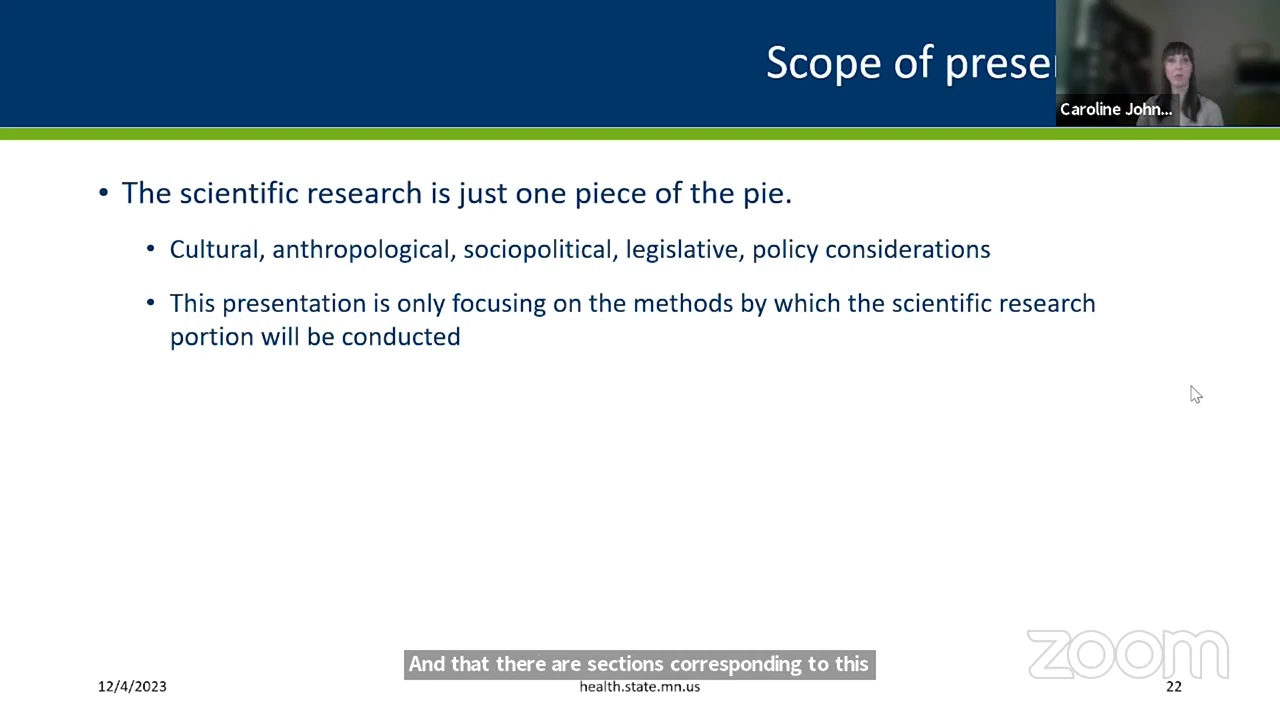 Scope of prese
Caroline John...
• The scientific research is just one piece of the pie.
• Cultural, anthropological, sociopolitical, legislative, policy considerations
• This presentation is only focusing on the methods by which the scientific research
portion will be conducted
zoom
And that there are sections corresponding to this
12/4/2023
health.state.mn.us
22